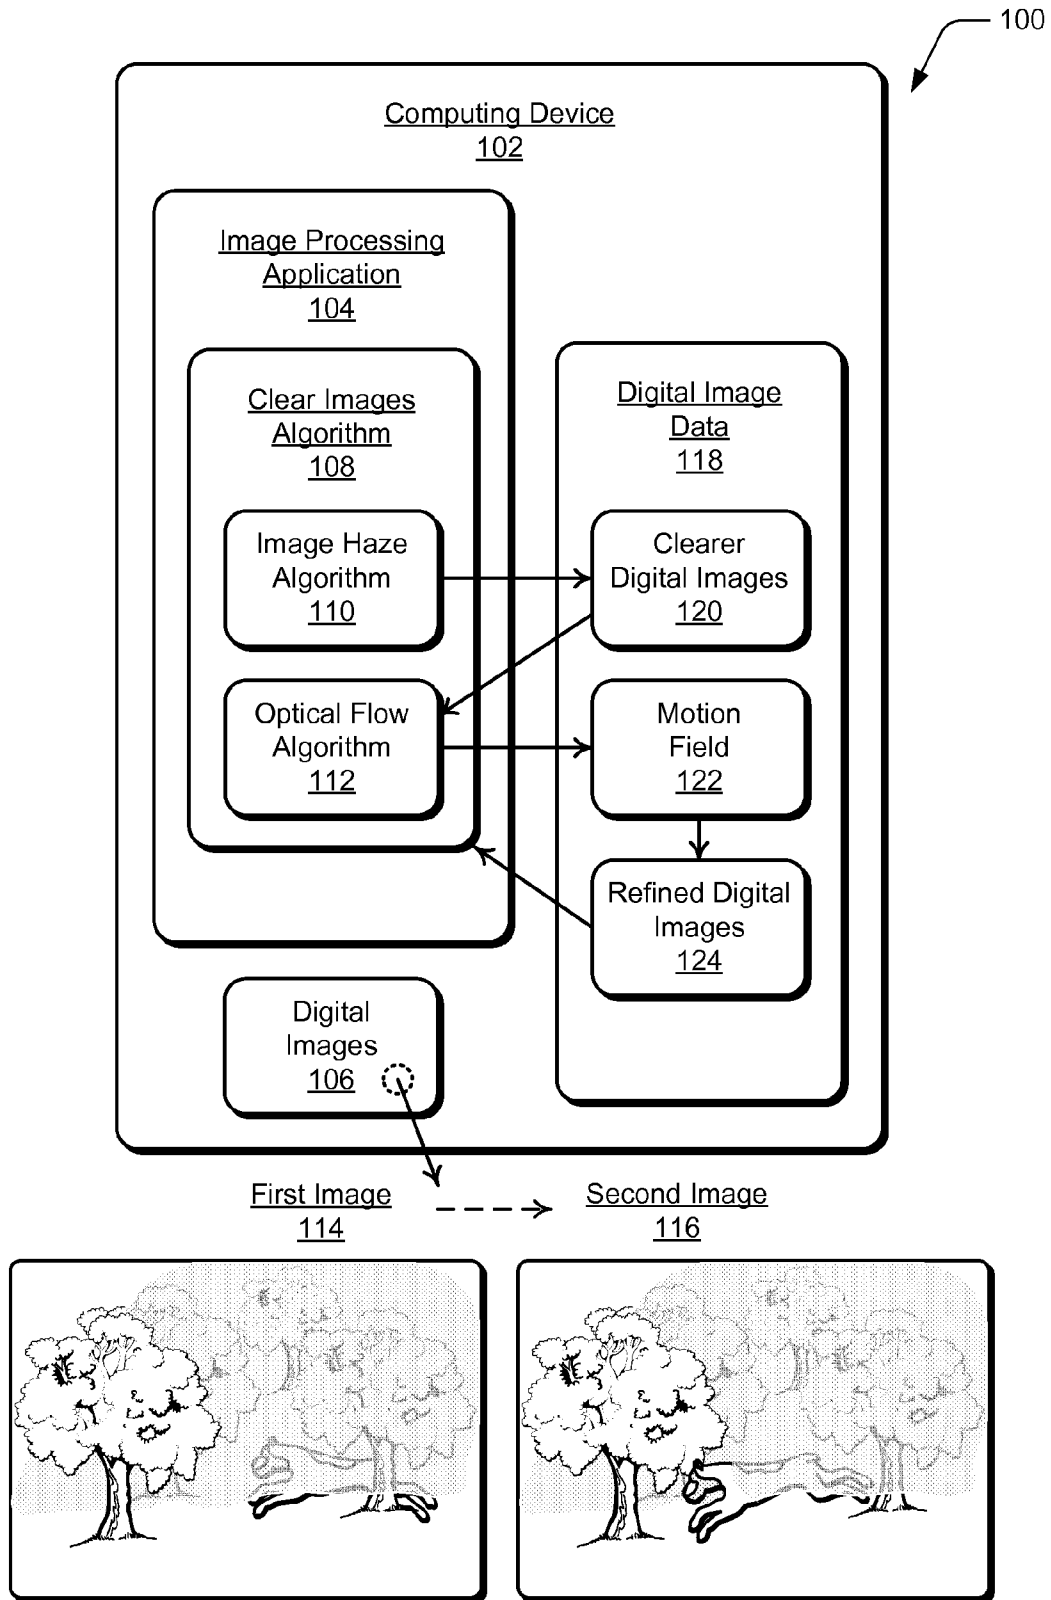 100
Computing Device
102
Image Processing
Application
104
Clear Images
Algorithm
108
Image Haze
Algorithm
110
Optical Flow
Algorithm
112
Digital Image
Data
118
Clearer
Digital Images
120
Motion
Field
122
Refined Digital
Images
124
Digital
Images
106
First Image
114
Second Image
116